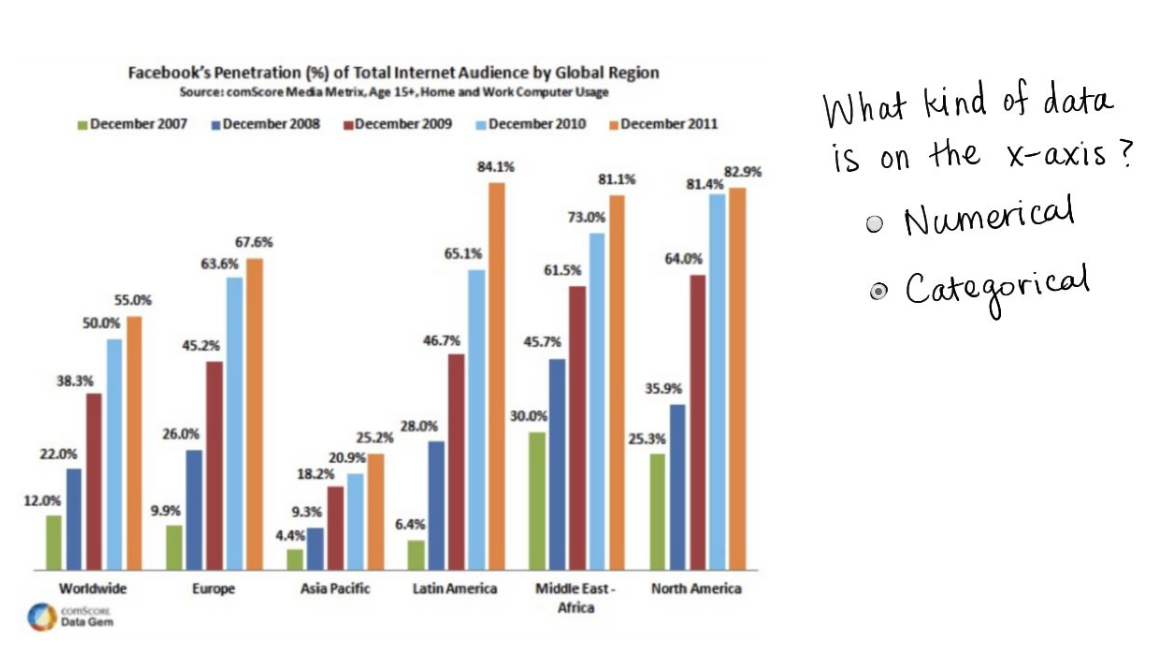 Facebook's Penetration (%) of Total Internet Audience by Global Region
Source: comScore Media Metrix, Age 15+, Home and Work Computer Usage
December 2007 December 2008 December 2009 December 2010 December 2011
12.0% 22.0% 38.3% 50.0% 55.0%
9.9% 26.0% 45.2% 63.6% 67.6%
4.4% 9.3% 18.2% 20.9% 25.2%
6.4% 28.0% 46.7% 65.1% 84.1%
30.0% 45.7% 61.5% 73.0% 81.1%
25.3% 35.9% 64.0% 81.4% 82.9%
Worldwide Europe Asia Pacific Latin America Middle East - North America
Africa
comScore
Data Gem
What kind of data
is on the x-axis?
Numerical
Categorical